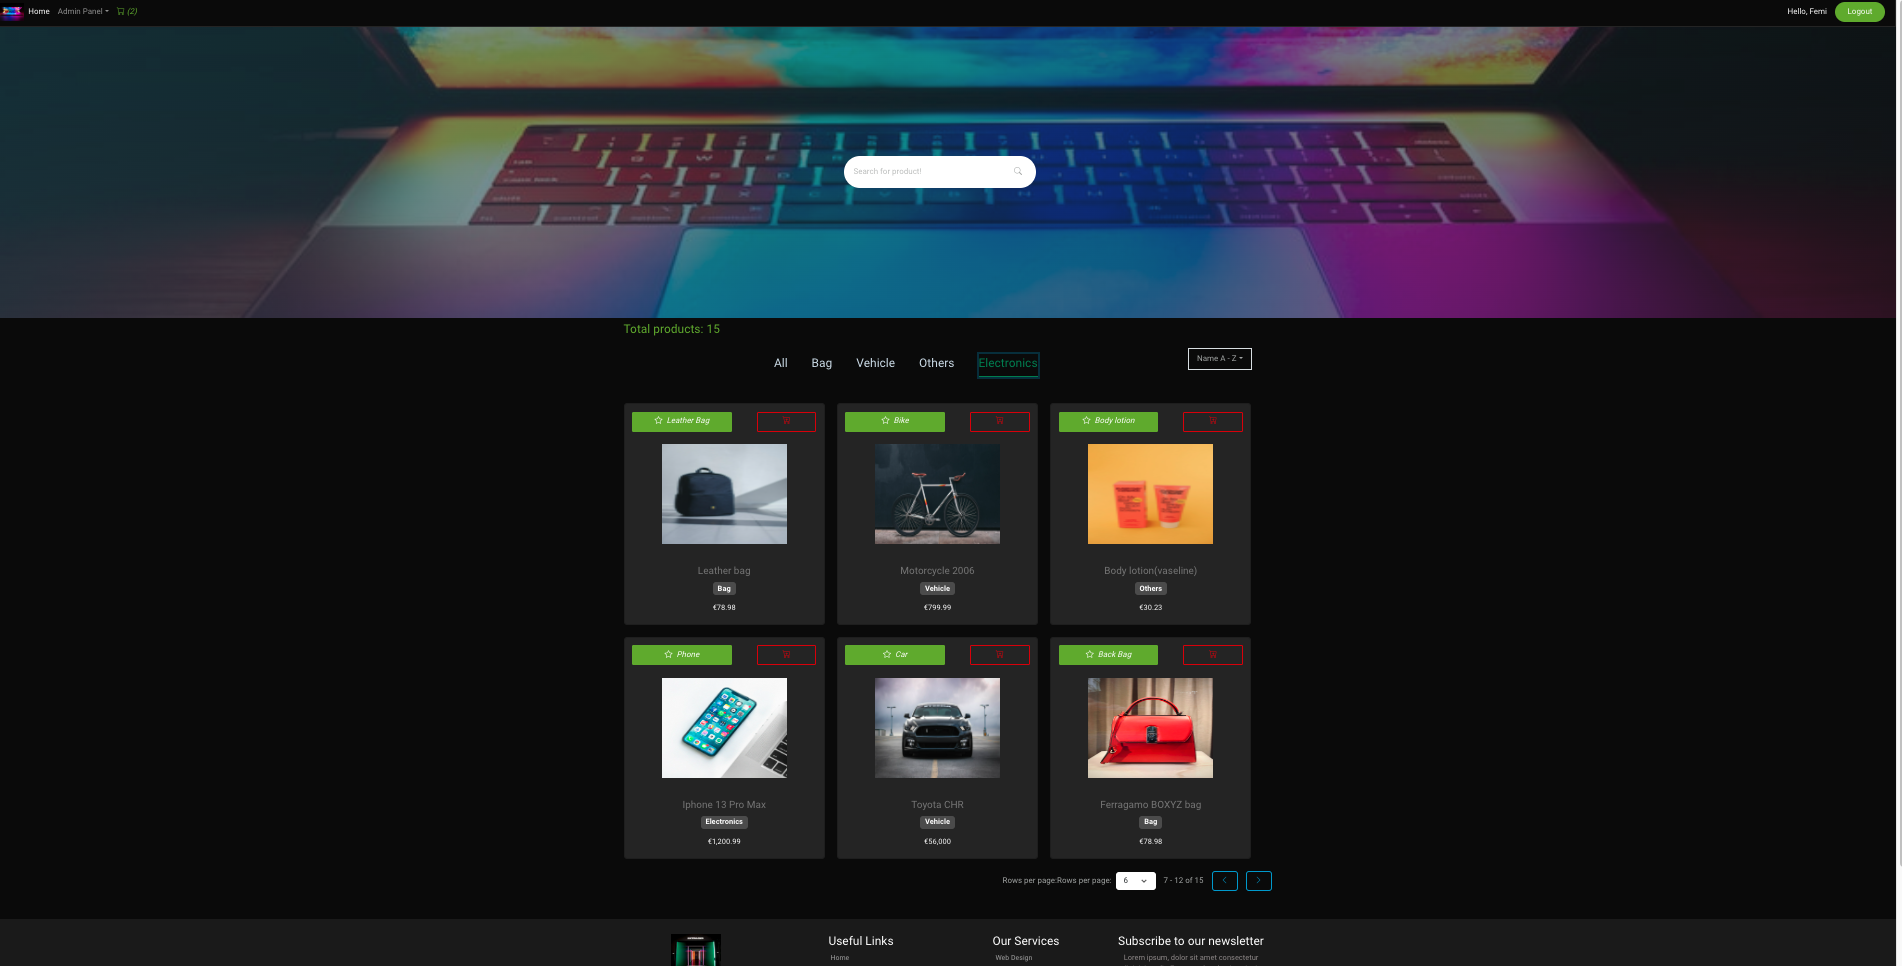 Home Admin Panel (2) Hello, Femi Logout
Search for product!
Total products: 15
All Bag Vehicle Others Electronics Name A - Z
Leather Bag
Bike
Body lotion
Leather bag
Bag
€78.98
Motorcycle 2006
Vehicle
€799.99
Body lotion(vaseline)
Others
€30.23
Phone
Car
Back Bag
Iphone 13 Pro Max
Electronics
€1,200.99
Toyota CHR
Vehicle
€56,000
Ferragamo BOXYZ bag
Bag
€78.98
Rows per page:Rows per page: 6 7 - 12 of 15
Useful Links
Home
Our Services
Web Design
Subscribe to our newsletter
Lorem ipsum, dolor sit amet consectetur